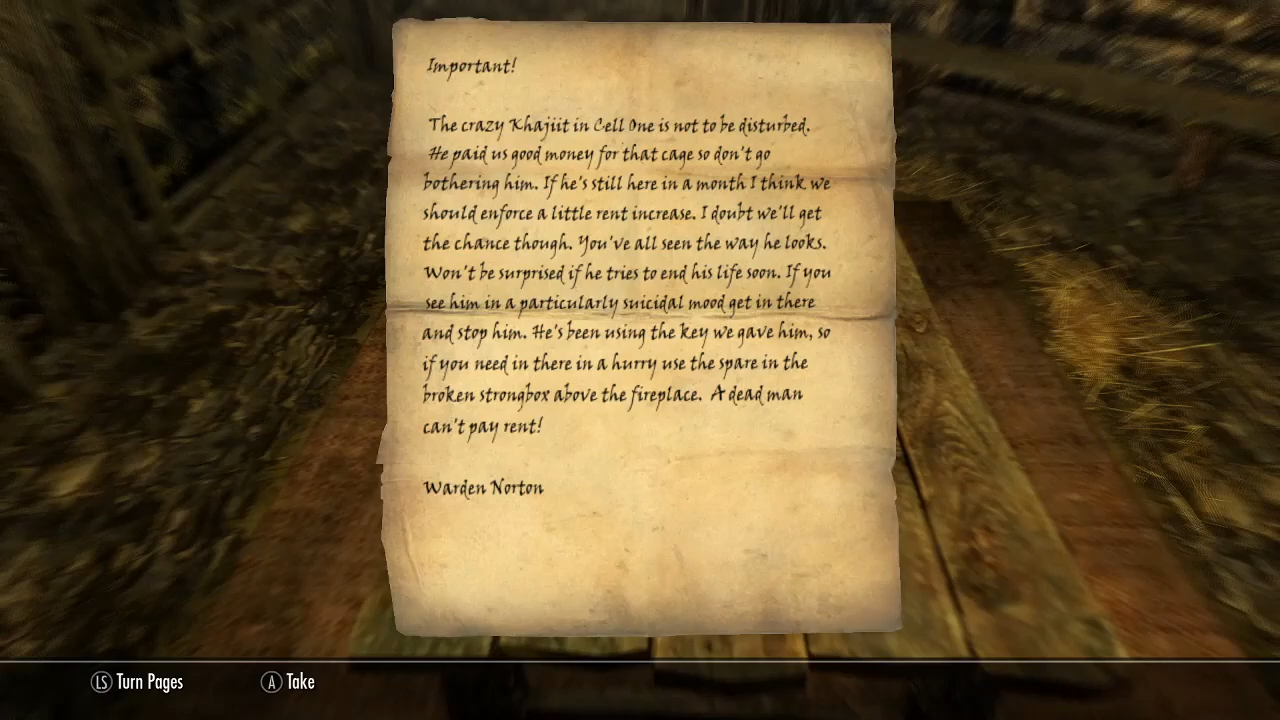 Important!
The crazy Khajiit in Cell One is not to be disturbed.
He paid us good money for that cage so don't go
bothering him. If he's still here in a month I think we
should enforce a little rent increase. I doubt we'll get
the chance though. You've all seen the way he looks.
Won't be surprised if he tries to end his life soon. If you
see him in a particularly suicidal mood get in there
and stop him. He's been using the key we gave him, so
if you need in there in a hurry use the spare in the
broken strongbox above the fireplace. A dead man
can't pay rent!
Warden Norton
LS Turn Pages A Take